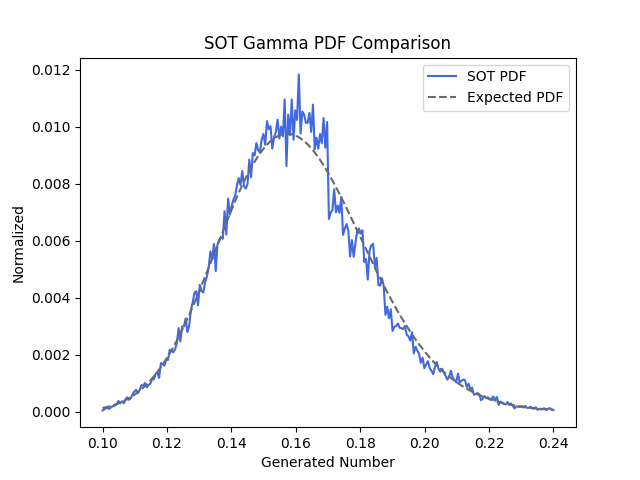 SOT Gamma PDF Comparison
SOT PDF
Expected PDF
Normalized
0.012
0.010
0.008
0.006
0.004
0.002
0.000
0.10 0.12 0.14 0.16 0.18 0.20 0.22 0.24
Generated Number